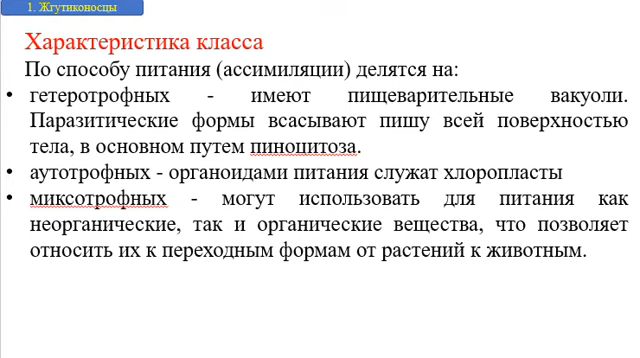 1. Жгутиконосцы
Характеристика класса
По способу питания (ассимиляции) делятся на:
• гетеротрофных - имеют пищеварительные вакуоли.
Паразитические формы всасывают пишу всей поверхностью
тела, в основном путем пиноцитоза.
• аутотрофных - органоидами питания служат хлоропласты
• миксотрофных - могут использовать для питания как
неорганические, так и органические вещества, что позволяет
относить их к переходным формам от растений к животным.